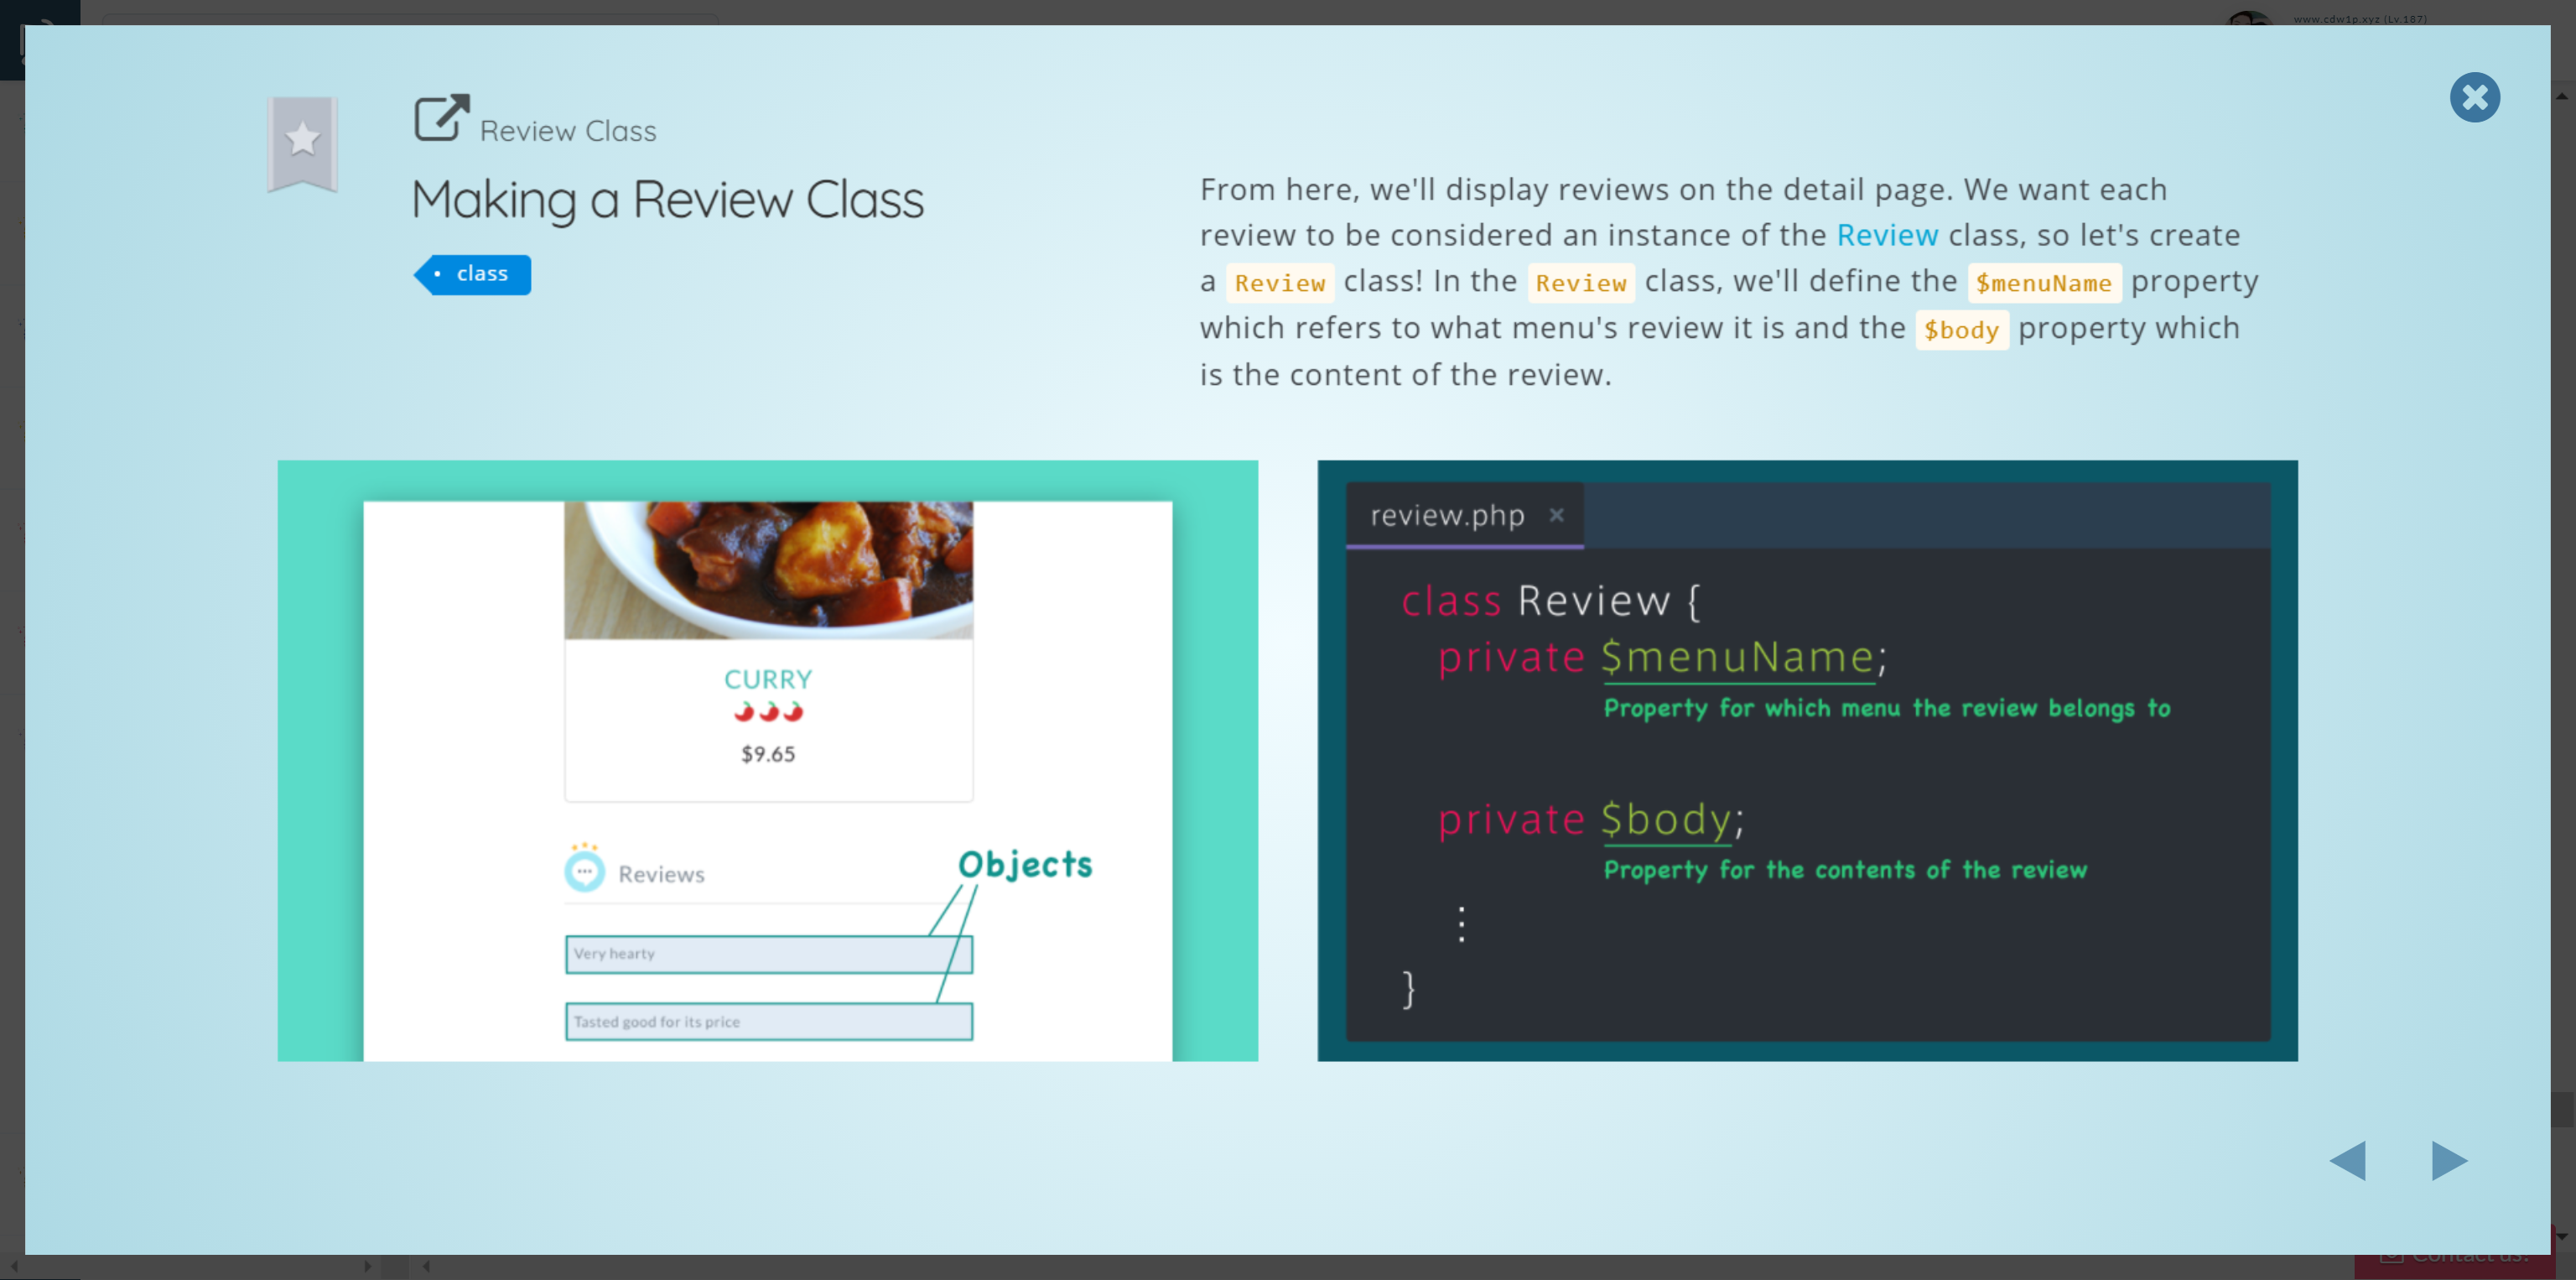 www.cdw1p.xyz (Lv.187)
Review Class
Making a Review Class
• class
From here, we'll display reviews on the detail page. We want each
review to be considered an instance of the Review class, so let's create
a Review class! In the Review class, we'll define the $menuName property
which refers to what menu's review it is and the $body property which
is the content of the review.
CURRY
$9.65
Reviews
Objects
Very hearty
Tasted good for its price
review.php ×
class Review {
private $menuName;
Property for which menu the review belongs to
private $body;
Property for the contents of the review
⋮
}
Contact us!